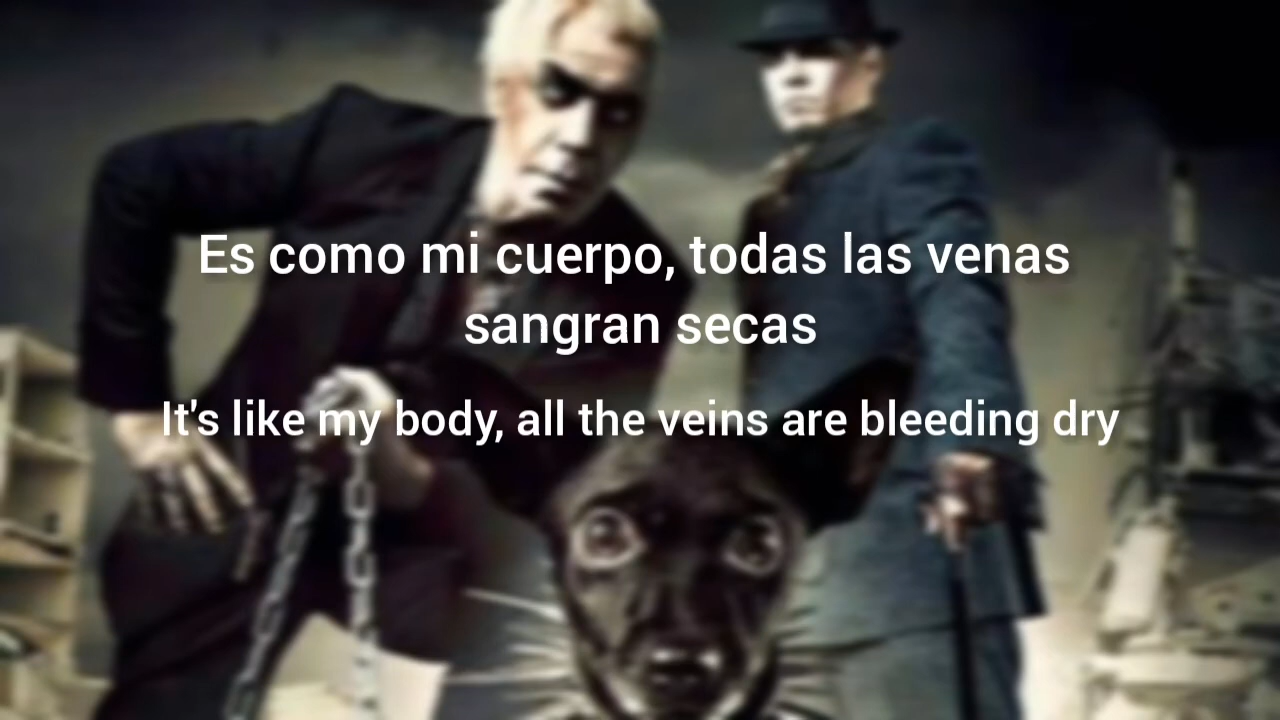 Es como mi cuerpo, todas las venas
sangran secas
It's like my body, all the veins are bleeding dry